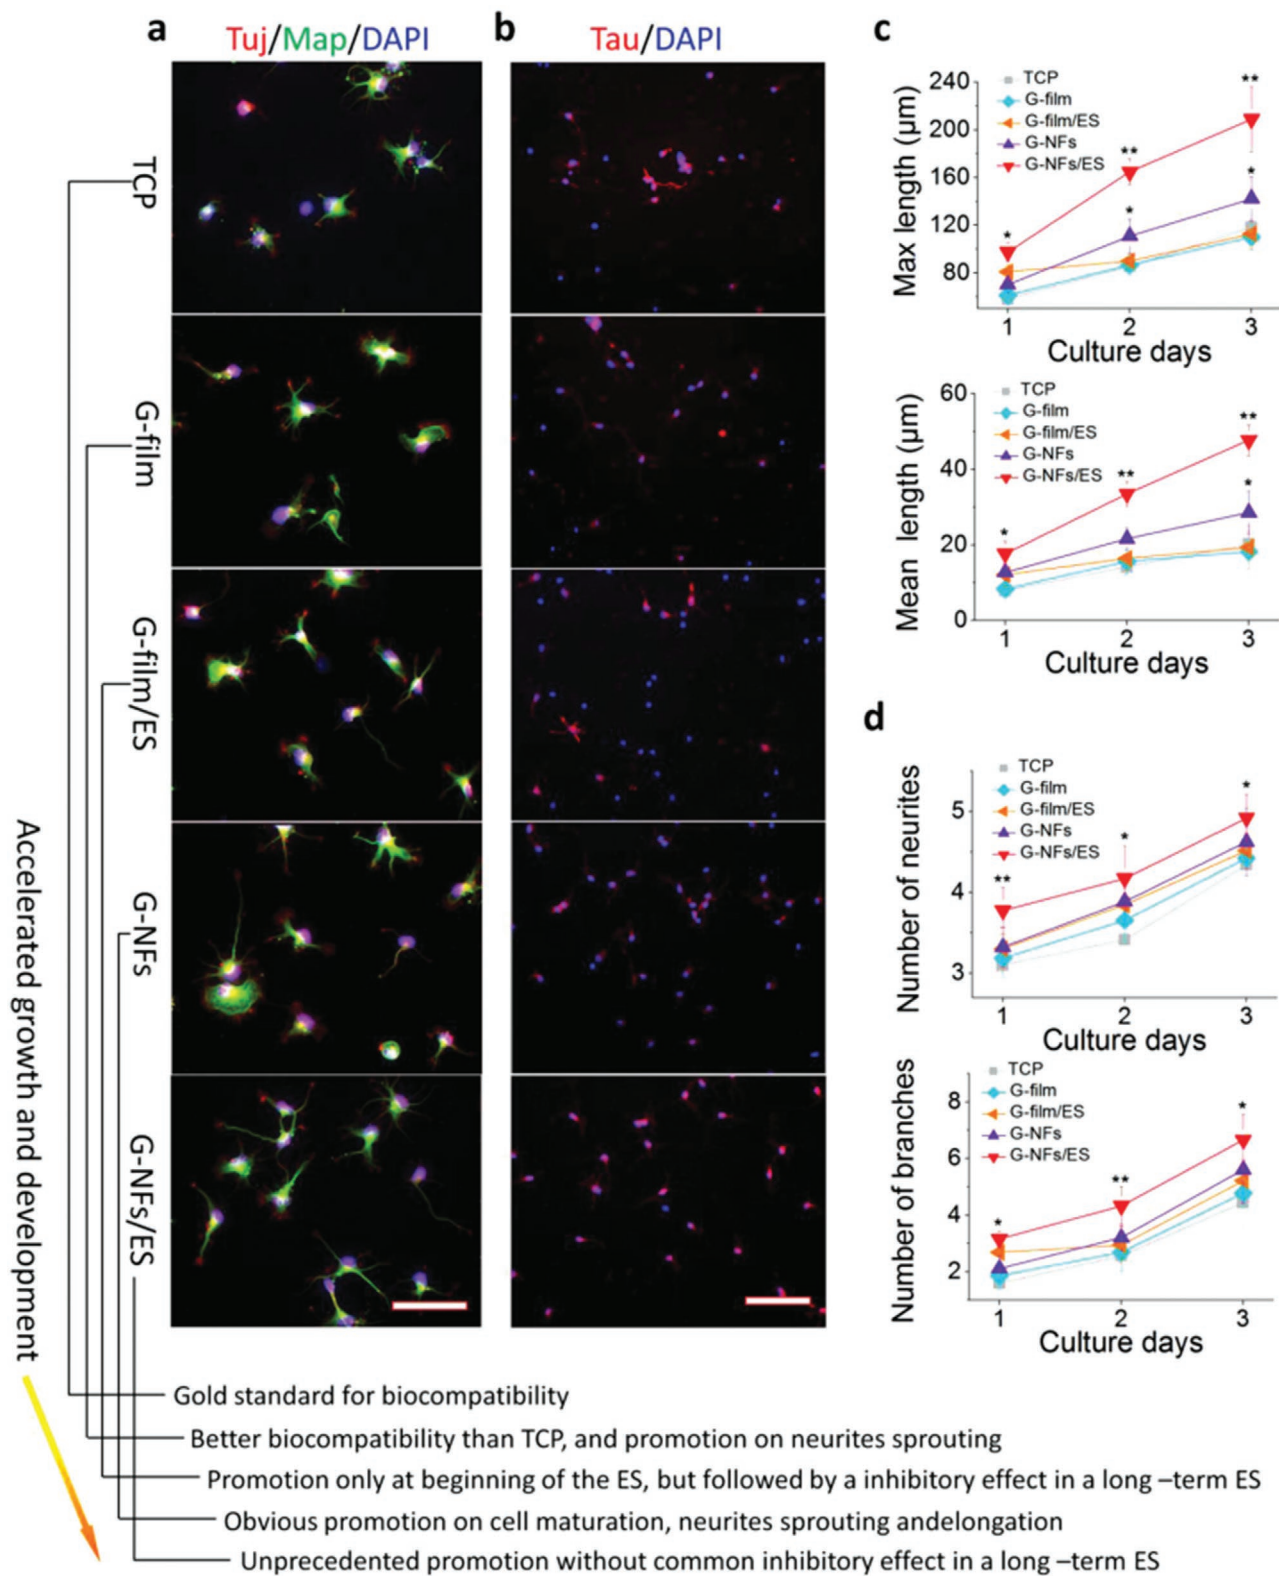 a
Tuj/Map/DAPI
b
Tau/DAPI
TCP
G-film
G-film/ES
G-NFs
G-NFs/ES
Accelerated growth and development
c
240
200
160
120
80
Max length (µm)
TCP
G-film
G-film/ES
G-NFs
G-NFs/ES
*
**
*
**
*
1 2 3
Culture days
60
40
20
0
Mean length (µm)
TCP
G-film
G-film/ES
G-NFs
G-NFs/ES
*
**
**
*
1 2 3
Culture days
d
5
4
3
Number of neurites
TCP
G-film
G-film/ES
G-NFs
G-NFs/ES
**
*
*
1 2 3
Culture days
8
6
4
2
Number of branches
TCP
G-film
G-film/ES
G-NFs
G-NFs/ES
*
**
*
1 2 3
Culture days
Gold standard for biocompatibility
Better biocompatibility than TCP, and promotion on neurites sprouting
Promotion only at beginning of the ES, but followed by a inhibitory effect in a long –term ES
Obvious promotion on cell maturation, neurites sprouting andelongation
Unprecedented promotion without common inhibitory effect in a long –term ES